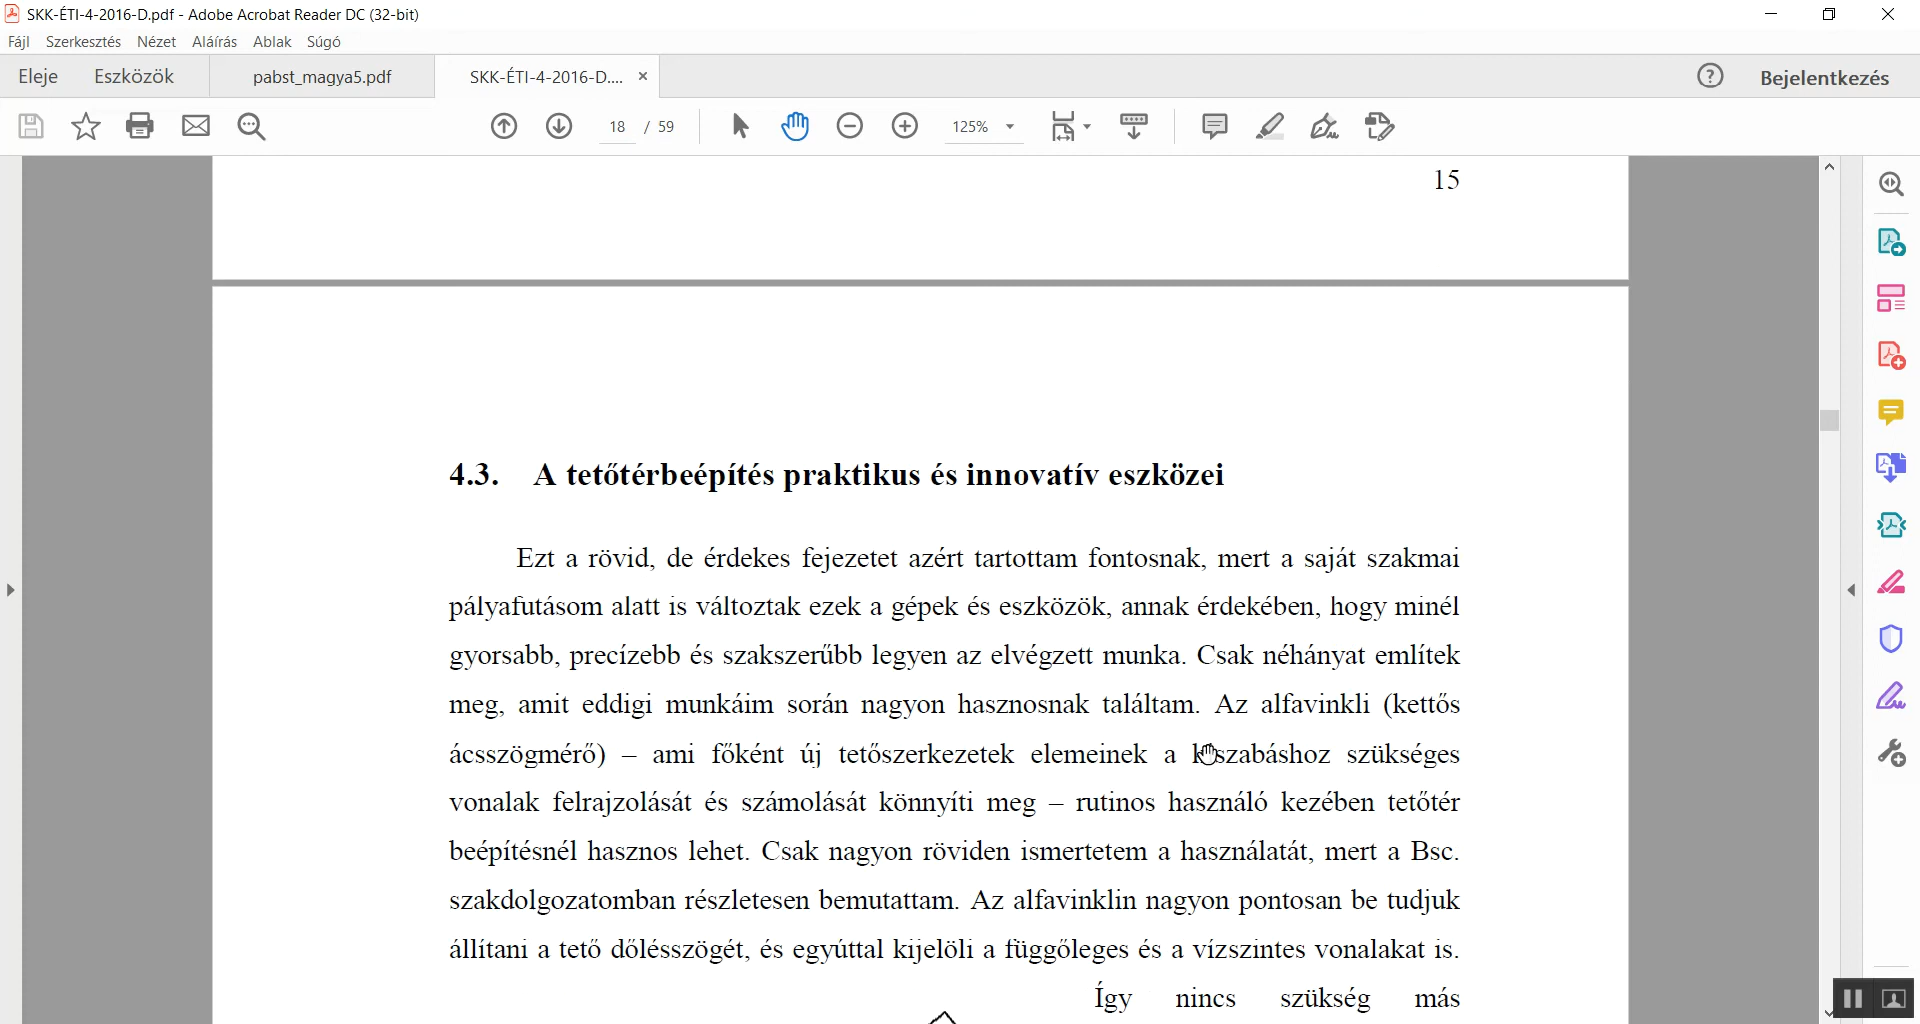 SKK-ÉTI-4-2016-D.pdf - Adobe Acrobat Reader DC (32-bit)
Fájl Szerkesztés Nézet Aláírás Ablak Súgó
Eleje Eszközök pabst_magya5.pdf SKK-ÉTI-4-2016-D.... × Bejelentkezés
18 / 59 125%
15
4.3. A tetőtérbeépítés praktikus és innovatív eszközei
Ezt a rövid, de érdekes fejezetet azért tartottam fontosnak, mert a saját szakmai
pályafutásom alatt is változtak ezek a gépek és eszközök, annak érdekében, hogy minél
gyorsabb, precízebb és szakszerűbb legyen az elvégzett munka. Csak néhányat említek
meg, amit eddigi munkáim során nagyon hasznosnak találtam. Az alfavinkli (kettős
ácsszögmérő) – ami főként új tetőszerkezetek elemeinek a kiszabáshoz szükséges
vonalak felrajzolását és számolását könnyíti meg – rutinos használó kezében tetőtér
beépítésnél hasznos lehet. Csak nagyon röviden ismertetem a használatát, mert a Bsc.
szakdolgozatomban részletesen bemutattam. Az alfavinklin nagyon pontosan be tudjuk
állítani a tető dőlésszögét, és egyúttal kijelöli a függőleges és a vízszintes vonalakat is.
Így nincs szükség más